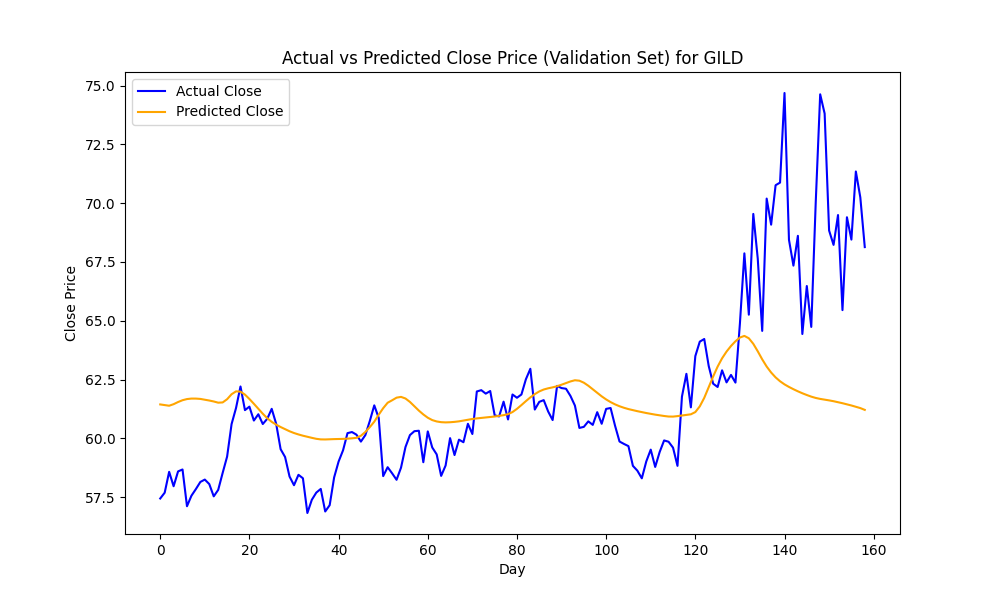 Actual vs Predicted Close Price (Validation Set) for GILD
Actual Close
Predicted Close
75.0
72.5
70.0
67.5
65.0
62.5
60.0
57.5
Close Price
0 20 40 60 80 100 120 140 160
Day